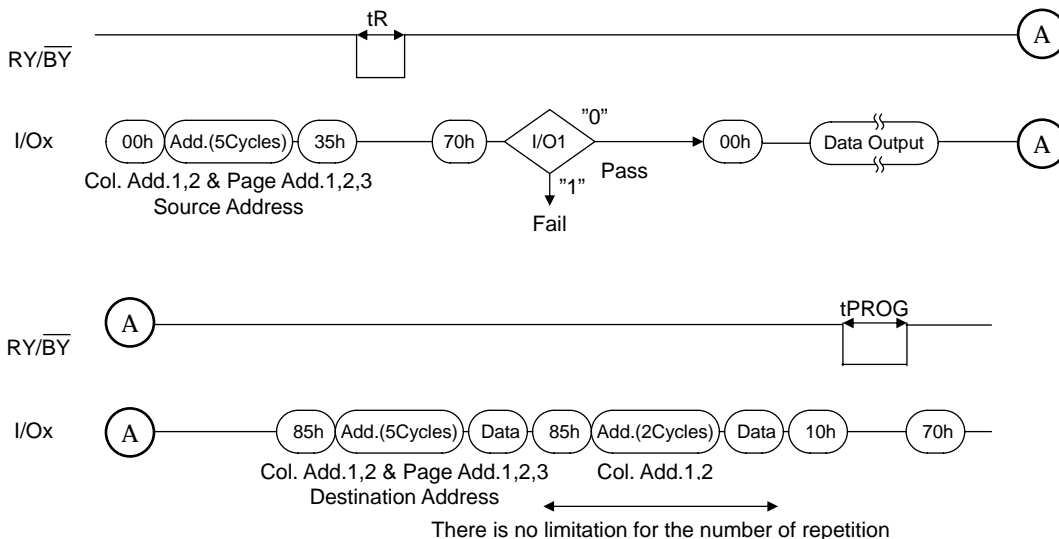 tR
RY/BY
A
I/Ox
00h Add.(5Cycles) 35h 70h I/O1 "0" 00h Data Output A
Pass
"1"
Col. Add.1,2 & Page Add.1,2,3
Source Address
Fail
A
tPROG
RY/BY
I/Ox
A
85h Add.(5Cycles) Data 85h Add.(2Cycles) Data 10h 70h
Col. Add.1,2 & Page Add.1,2,3
Col. Add.1,2
Destination Address
There is no limitation for the number of repetition